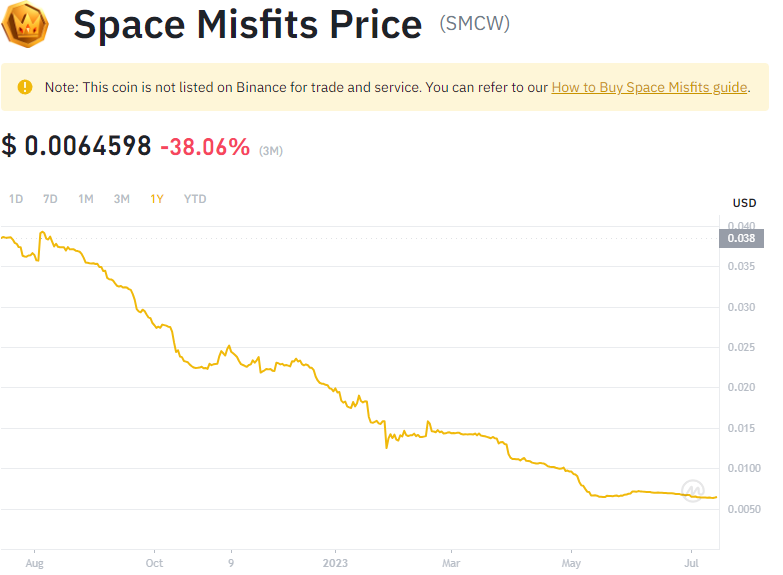 Space Misfits Price (SMCW)
Note: This coin is not listed on Binance for trade and service. You can refer to our How to Buy Space Misfits guide.
$ 0.0064598 -38.06% (3M)
1D 7D 1M 3M 1Y YTD
USD
0.040
0.038
0.035
0.030
0.025
0.020
0.015
0.0100
0.0050
Aug Oct 9 2023 Mar May Jul